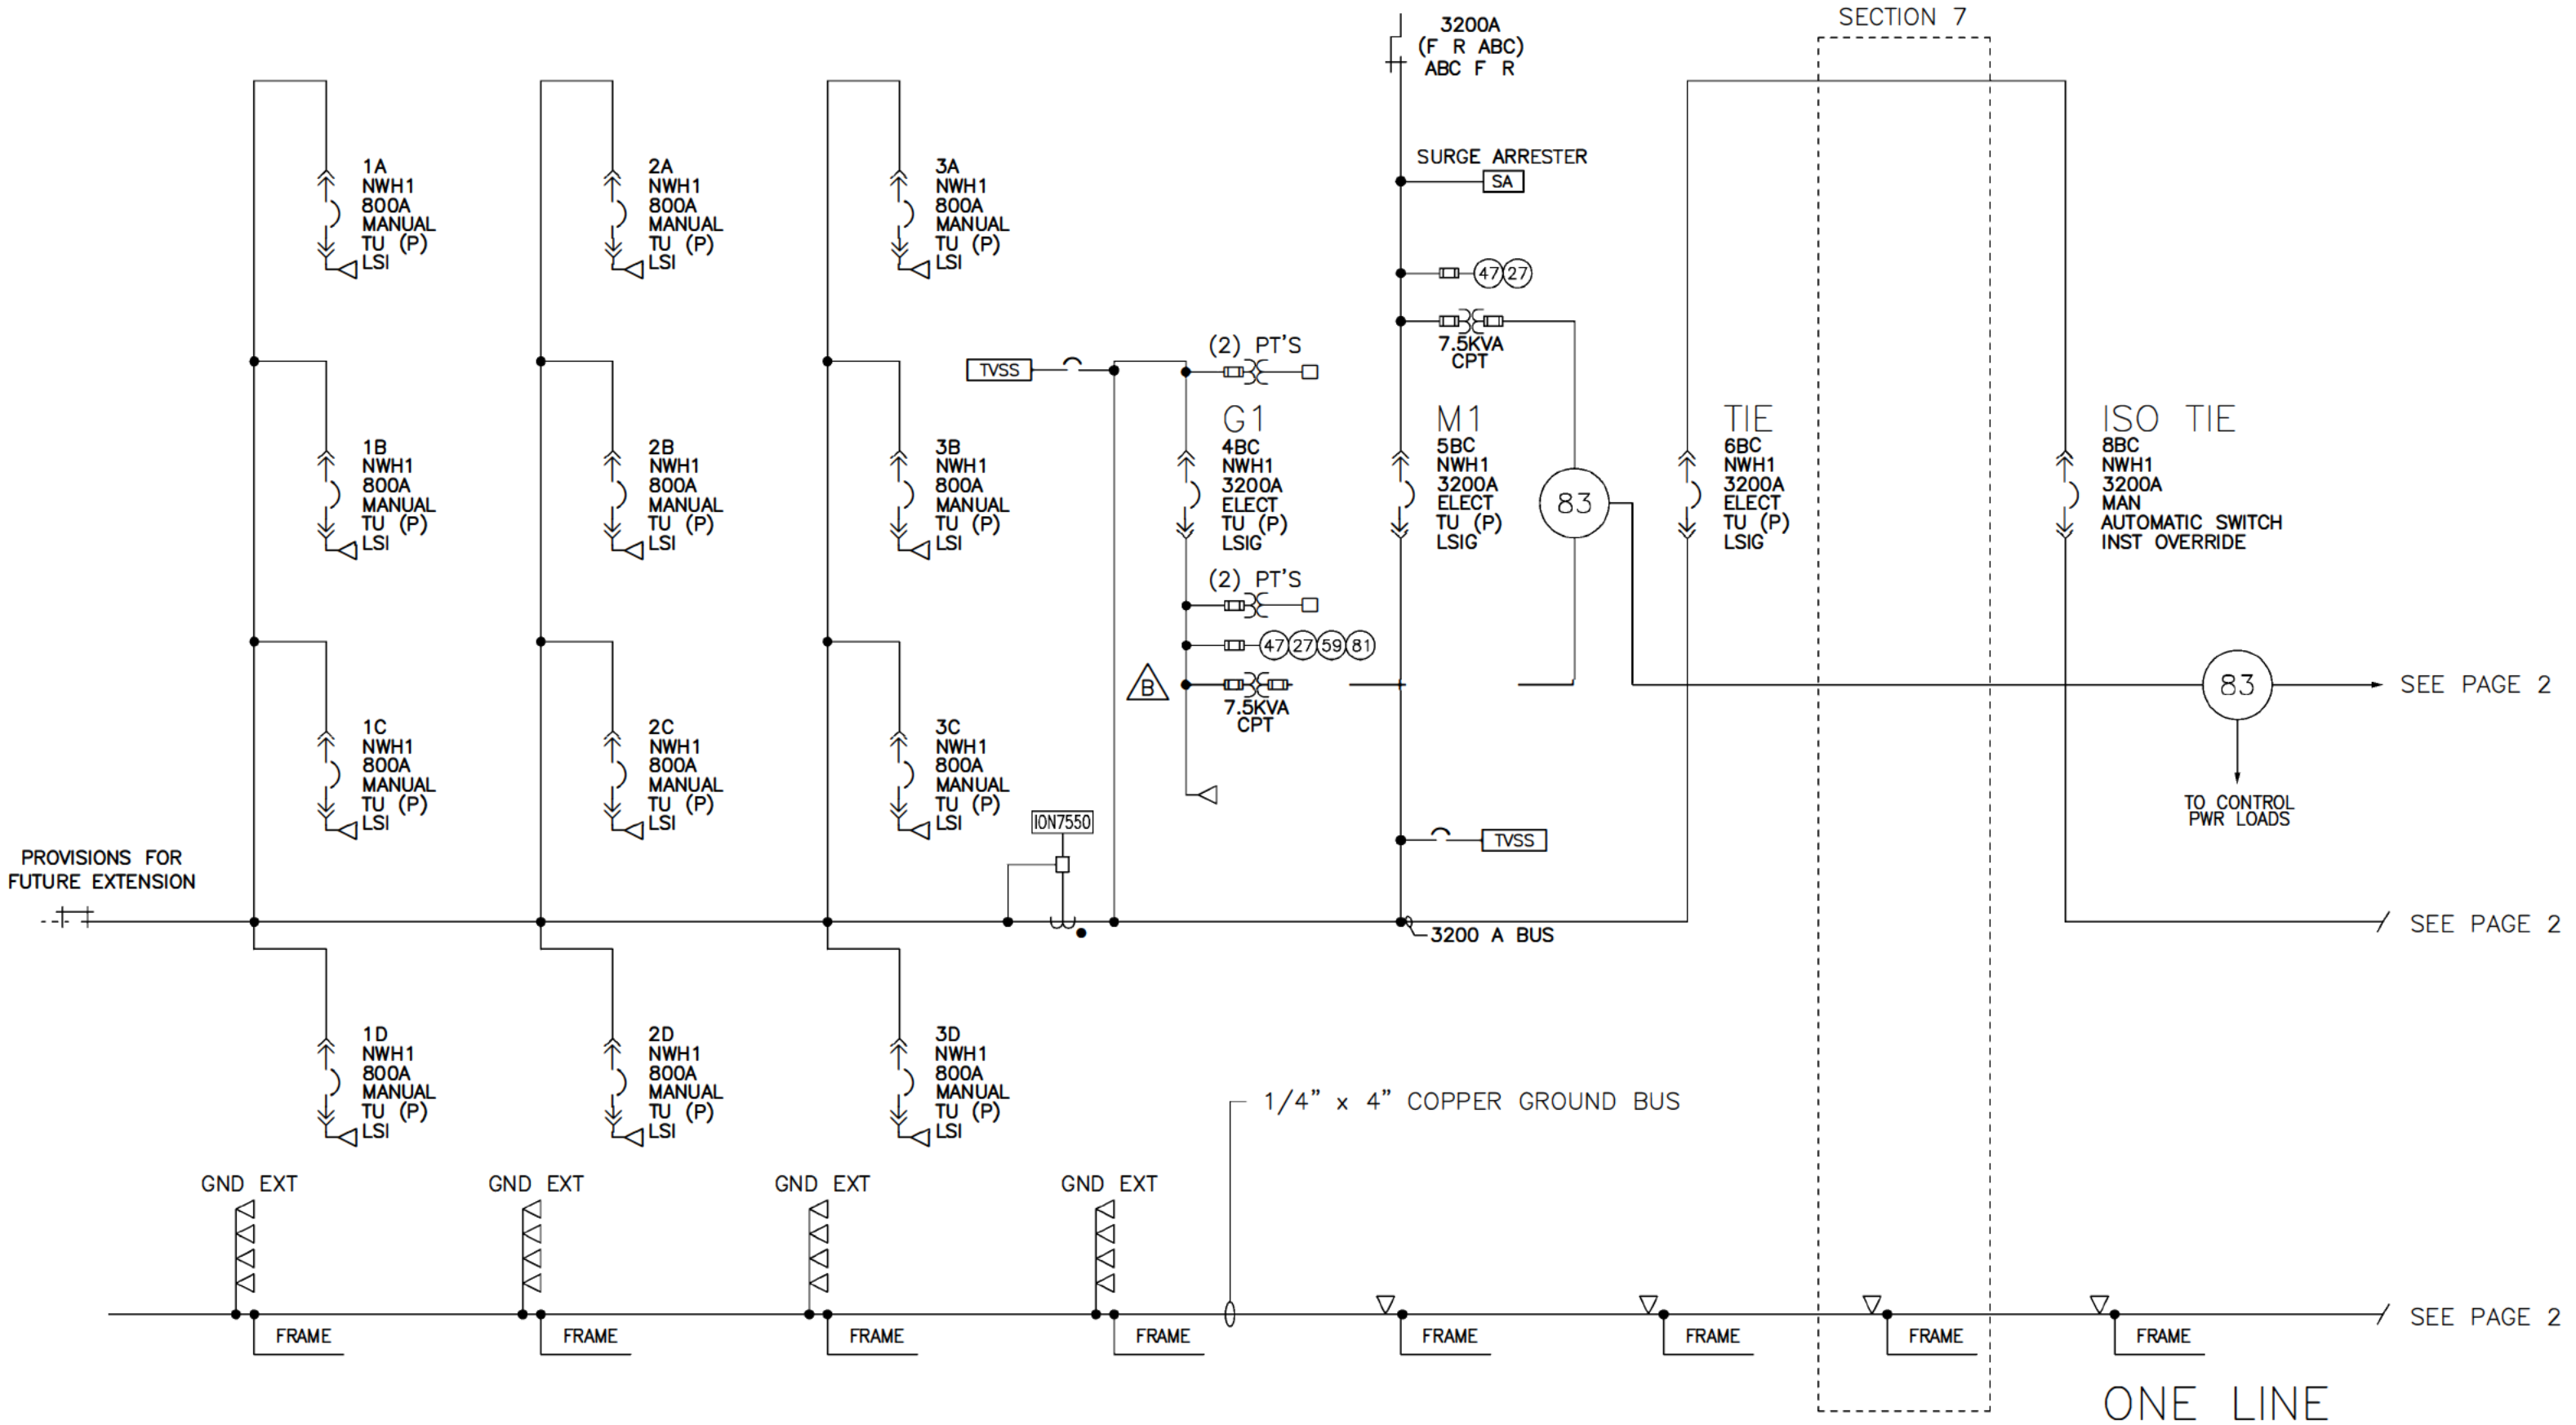 SECTION 7
3200A
(F R ABC)
ABC F R
SURGE ARRESTER
SA
1A
NWH1
800A
MANUAL
TU (P)
LSI
2A
NWH1
800A
MANUAL
TU (P)
LSI
3A
NWH1
800A
MANUAL
TU (P)
LSI
47 27
7.5KVA
CPT
(2) PT'S
TVSS
1B
NWH1
800A
MANUAL
TU (P)
LSI
2B
NWH1
800A
MANUAL
TU (P)
LSI
3B
NWH1
800A
MANUAL
TU (P)
LSI
G1
4BC
NWH1
3200A
ELECT
TU (P)
LSIG
M1
5BC
NWH1
3200A
ELECT
TU (P)
LSIG
83
TIE
6BC
NWH1
3200A
ELECT
TU (P)
LSIG
ISO TIE
8BC
NWH1
3200A
MAN
AUTOMATIC SWITCH
INST OVERRIDE
(2) PT'S
47 27 59 81
B
7.5KVA
CPT
83
SEE PAGE 2
TO CONTROL
PWR LOADS
1C
NWH1
800A
MANUAL
TU (P)
LSI
2C
NWH1
800A
MANUAL
TU (P)
LSI
3C
NWH1
800A
MANUAL
TU (P)
LSI
ION7550
TVSS
PROVISIONS FOR
FUTURE EXTENSION
3200 A BUS
SEE PAGE 2
1D
NWH1
800A
MANUAL
TU (P)
LSI
2D
NWH1
800A
MANUAL
TU (P)
LSI
3D
NWH1
800A
MANUAL
TU (P)
LSI
1/4" x 4" COPPER GROUND BUS
GND EXT
GND EXT
GND EXT
GND EXT
FRAME
FRAME
FRAME
FRAME
FRAME
FRAME
FRAME
FRAME
SEE PAGE 2
ONE LINE